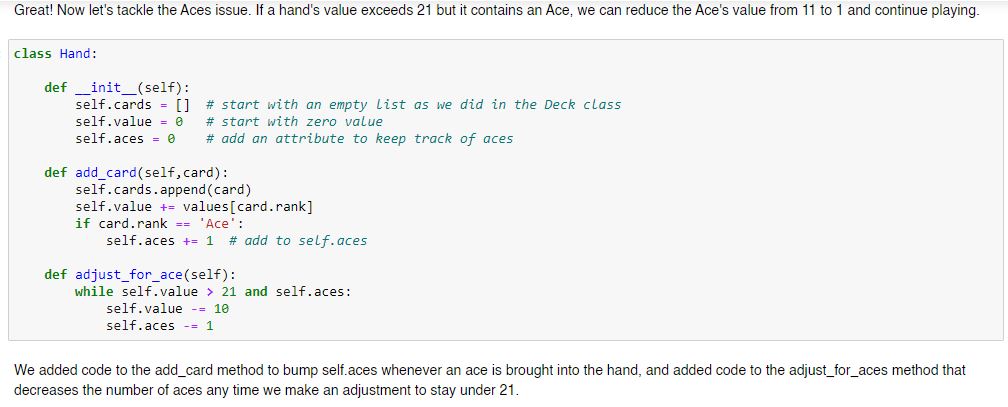 Great! Now let's tackle the Aces issue. If a hand's value exceeds 21 but it contains an Ace, we can reduce the Ace's value from 11 to 1 and continue playing.
class Hand:
def __init__(self):
self.cards = [] # start with an empty list as we did in the Deck class
self.value = 0 # start with zero value
self.aces = 0 # add an attribute to keep track of aces
def add_card(self,card):
self.cards.append(card)
self.value += values[card.rank]
if card.rank == 'Ace':
self.aces += 1 # add to self.aces
def adjust_for_ace(self):
while self.value > 21 and self.aces:
self.value -= 10
self.aces -= 1
We added code to the add_card method to bump self.aces whenever an ace is brought into the hand, and added code to the adjust_for_aces method that
decreases the number of aces any time we make an adjustment to stay under 21.